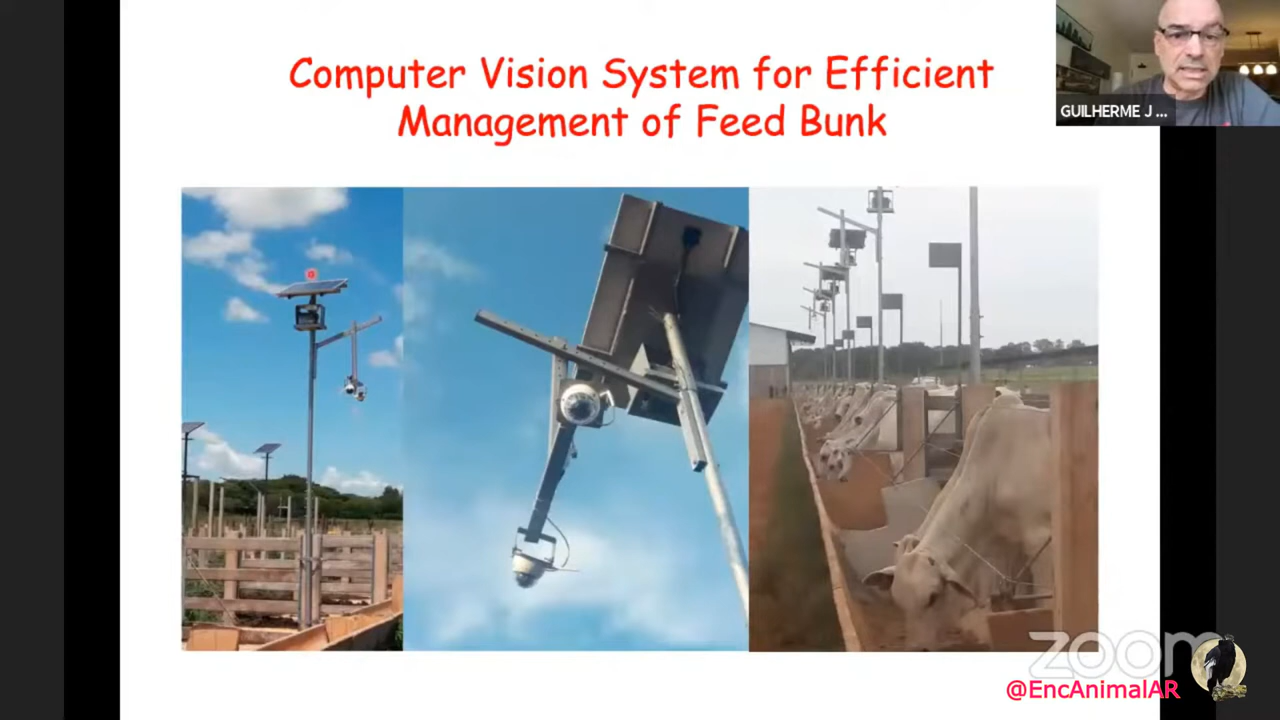 Computer Vision System for Efficient
Management of Feed Bunk
GUILHERME J ...
zoom
@EncAnimalAR